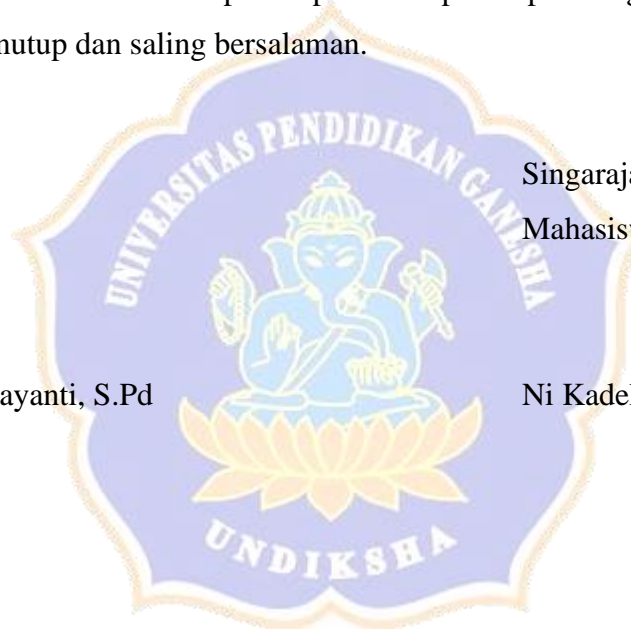 nutup dan saling bersalaman.
UNIVERSITAS PENDIDIKAN GANESHA
Singaraja
Mahasisw
ayanti, S.Pd
Ni Kadek
UNDIKSHA